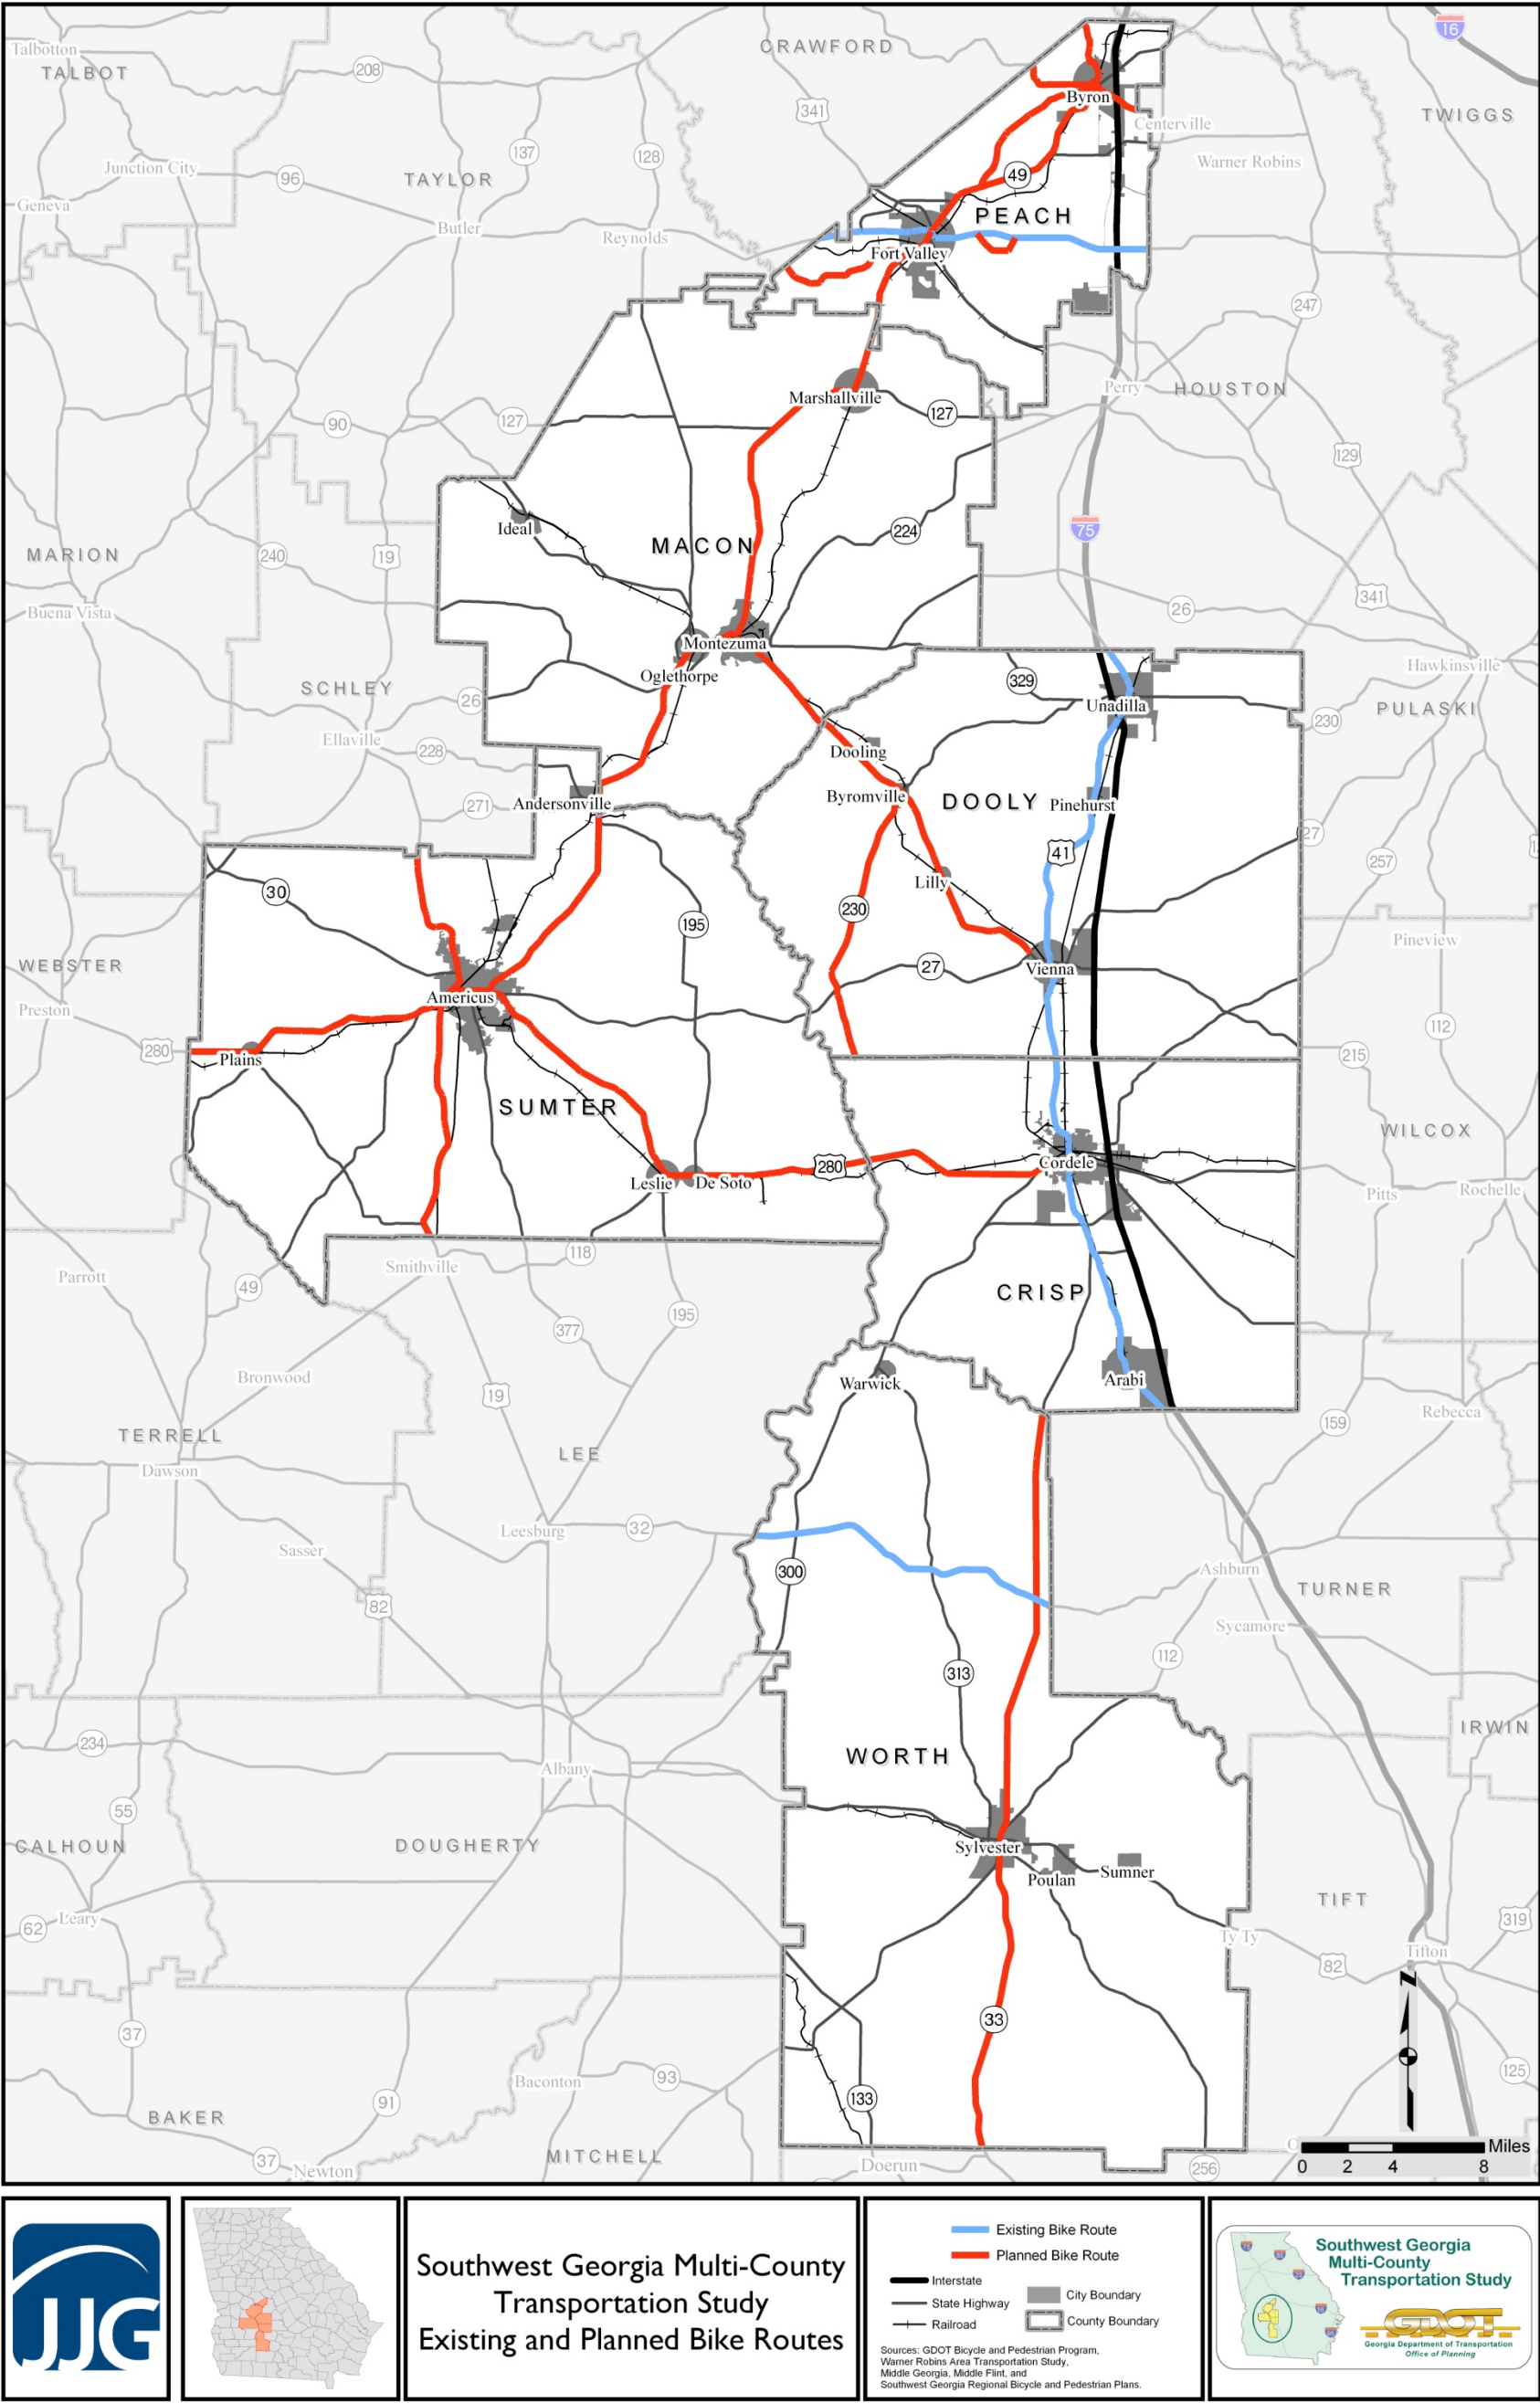 16
CRAWFORD
Talbotton
TALBOT
208
341
Byron
TWIGGS
Centerville
137
128
Junction City
96
TAYLOR
Warner Robins
49
Geneva
Butler
Reynolds
PEACH
Fort Valley
247
Perry
HOUSTON
Marshallville
127
127
90
129
Ideal
224
75
MACON
MARION
240
19
341
Buena Vista
26
Montezuma
Oglethorpe
Hawkinsville
329
SCHLEY
26
Unadilla
PULASKI
230
Ellaville
228
Dooling
Byromville
DOOLY
Pinehurst
271
Andersonville
27
41
257
Lilly
30
230
195
Pineview
WEBSTER
27
Vienna
Preston
Americus
112
280
Plains
215
SUMTER
WILCOX
280
Cordele
Leslie
De Soto
Pitts
Rochelle
118
Smithville
Parrott
49
CRISP
195
377
Bronwood
Warwick
Arabi
19
Rebecca
159
TERRELL
LEE
Dawson
Leesburg
32
Sasser
300
Ashburn
TURNER
82
Sycamore
112
313
IRWIN
234
WORTH
Albany
55
CALHOUN
DOUGHERTY
Sylvester
Poulan
Sumner
TIFT
Leary
62
319
Ty Ty
Tifton
82
N
37
33
Baconton
93
125
91
133
BAKER
MITCHELL
37
Newton
Doerun
256
Miles
0 2 4 8
JJG
Southwest Georgia Multi-County
Transportation Study
Existing and Planned Bike Routes
Existing Bike Route
Planned Bike Route
Interstate
State Highway
Railroad
City Boundary
County Boundary
Sources: GDOT Bicycle and Pedestrian Program,
Warner Robins Area Transportation Study,
Middle Georgia, Middle Flint, and
Southwest Georgia Regional Bicycle and Pedestrian Plans.
Southwest Georgia
Multi-County
Transportation Study
GDOT
Georgia Department of Transportation
Office of Planning